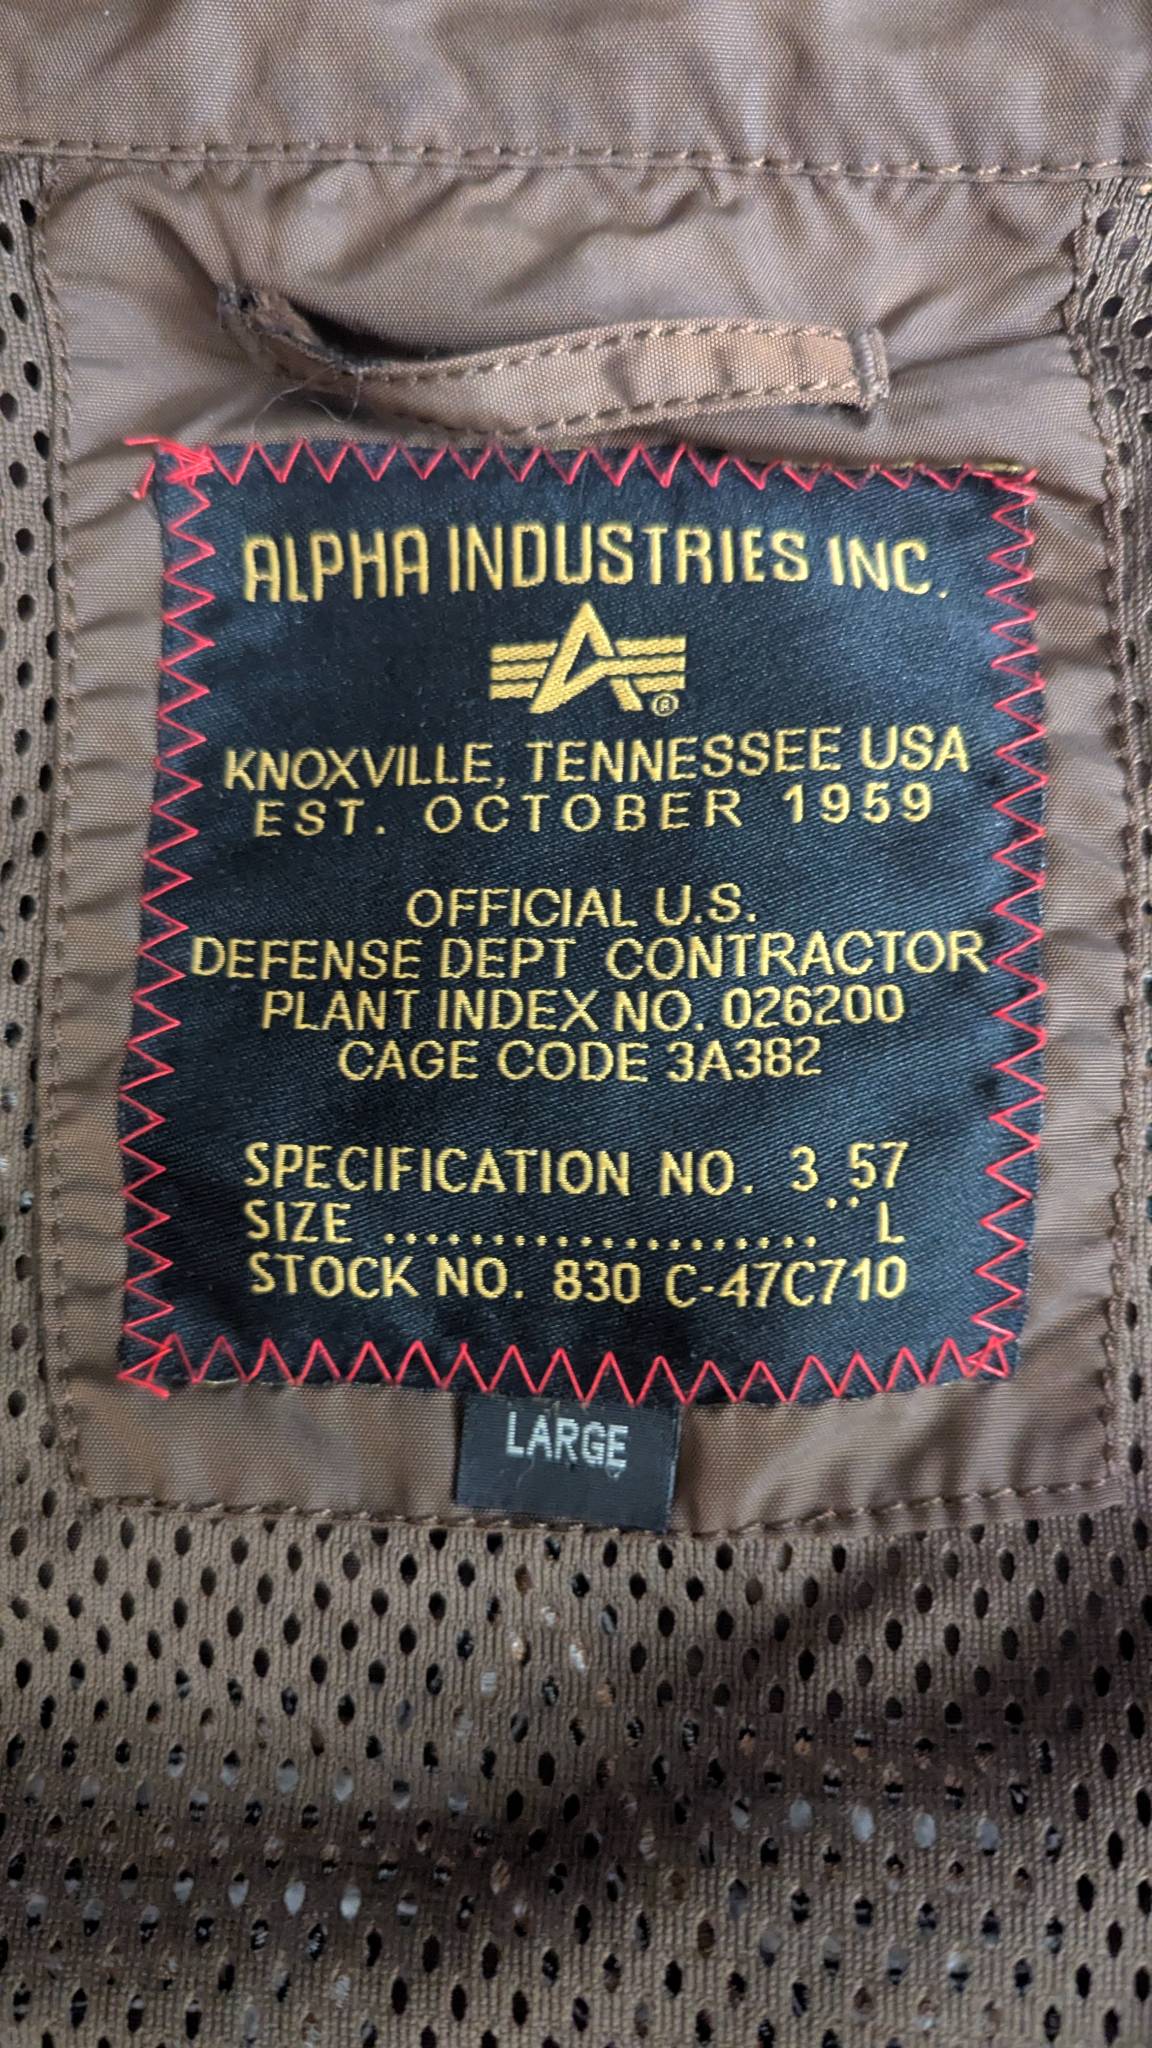 ALPHA INDUSTRIES INC.
A®
KNOXVILLE, TENNESSEE USA
EST. OCTOBER 1959
OFFICIAL U.S.
DEFENSE DEPT CONTRACTOR
PLANT INDEX NO. 026200
CAGE CODE 3A382
SPECIFICATION NO. 3 57
SIZE ....................... L
STOCK NO. 830 C-47C710
LARGE